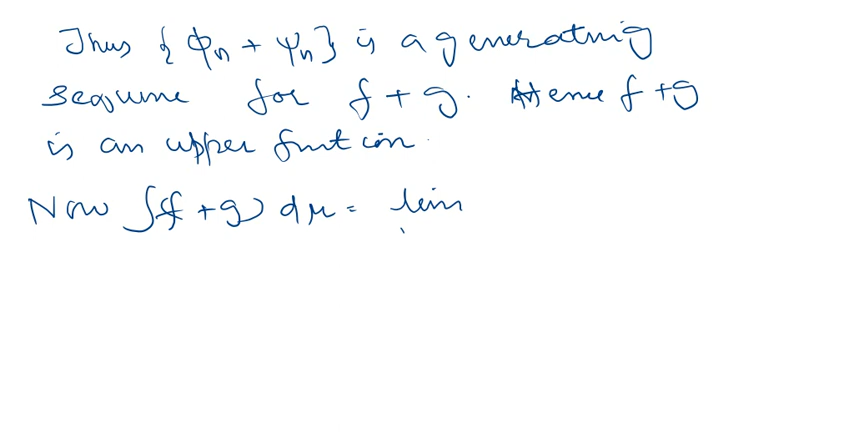 Thus {φn + ψn} is a generating
sequence for f + g. Hence f + g
is an upper function.
Now ∫(f + g) dμ = lim